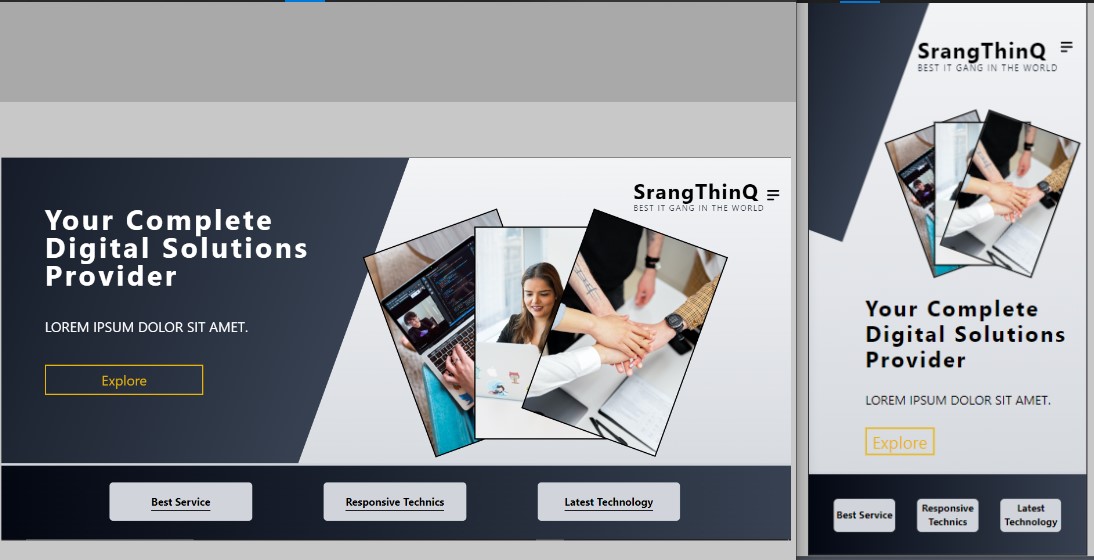 SrangThinQ
BEST IT GANG IN THE WORLD
Your Complete
Digital Solutions
Provider
LOREM IPSUM DOLOR SIT AMET.
Explore
Best Service
Responsive Technics
Latest Technology
SrangThinQ
BEST IT GANG IN THE WORLD
Your Complete
Digital Solutions
Provider
LOREM IPSUM DOLOR SIT AMET.
Explore
Best Service
Responsive
Technics
Latest
Technology